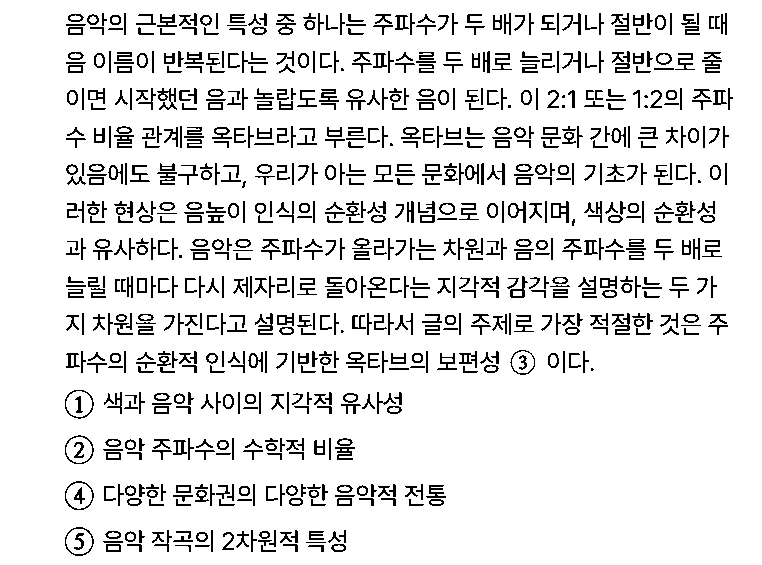 음악의 근본적인 특성 중 하나는 주파수가 두 배가 되거나 절반이 될 때
음 이름이 반복된다는 것이다. 주파수를 두 배로 늘리거나 절반으로 줄
이면 시작했던 음과 놀랍도록 유사한 음이 된다. 이 2:1 또는 1:2의 주파
수 비율 관계를 옥타브라고 부른다. 옥타브는 음악 문화 간에 큰 차이가
있음에도 불구하고, 우리가 아는 모든 문화에서 음악의 기초가 된다. 이
러한 현상은 음높이 인식의 순환성 개념으로 이어지며, 색상의 순환성
과 유사하다. 음악은 주파수가 올라가는 차원과 음의 주파수를 두 배로
늘릴 때마다 다시 제자리로 돌아온다는 지각적 감각을 설명하는 두 가
지 차원을 가진다고 설명된다. 따라서 글의 주제로 가장 적절한 것은 주
파수의 순환적 인식에 기반한 옥타브의 보편성 ③ 이다.
① 색과 음악 사이의 지각적 유사성
② 음악 주파수의 수학적 비율
④ 다양한 문화권의 다양한 음악적 전통
⑤ 음악 작곡의 2차원적 특성